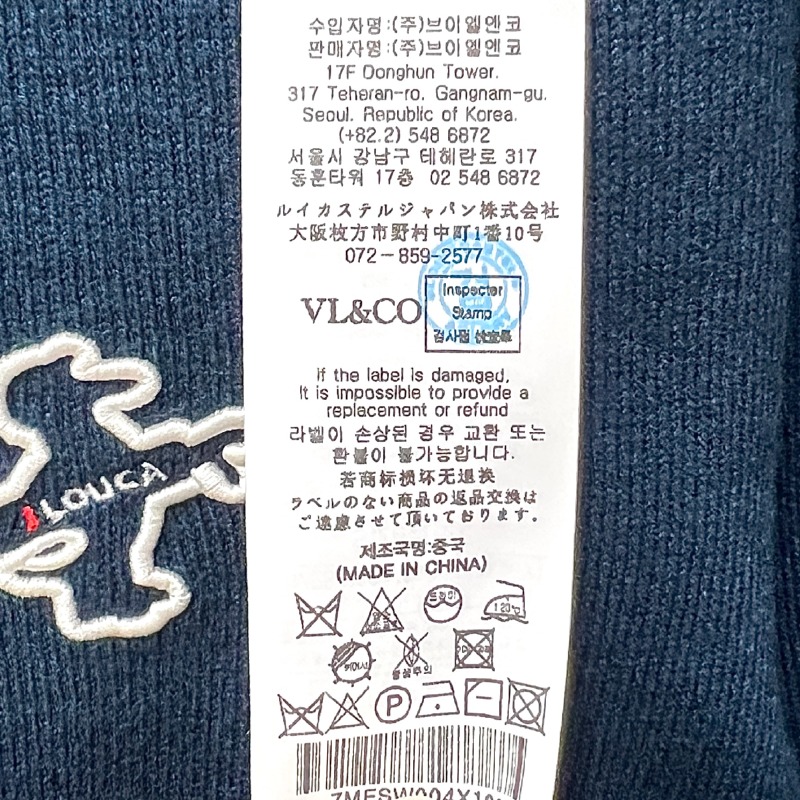 수입자명:(주)브이엘엔코
판매자명:(주)브이엘엔코
17F Donghun Tower.
317 Teheran-ro. Gangnam-gu.
Seoul. Republic of Korea.
(+82.2) 548 6872
서울시 강남구 테헤란로 317
동훈타워 17층 02 548 6872
ルイカステルジャパン株式会社
大阪枚方市野村中町1番10号
072-859-2577
VL&CO
Inspecter
Stamp
검사필
If the label is damaged,
It is impossible to provide a
replacement or refund
라벨이 손상된 경우 교환 또는
환불이 불가능합니다.
若商标损坏无退换
ラベルのない商品の返品交換は
ご遠慮させて頂いております。
LOUCA
제조국명:중국
(MADE IN CHINA)
120℃
P